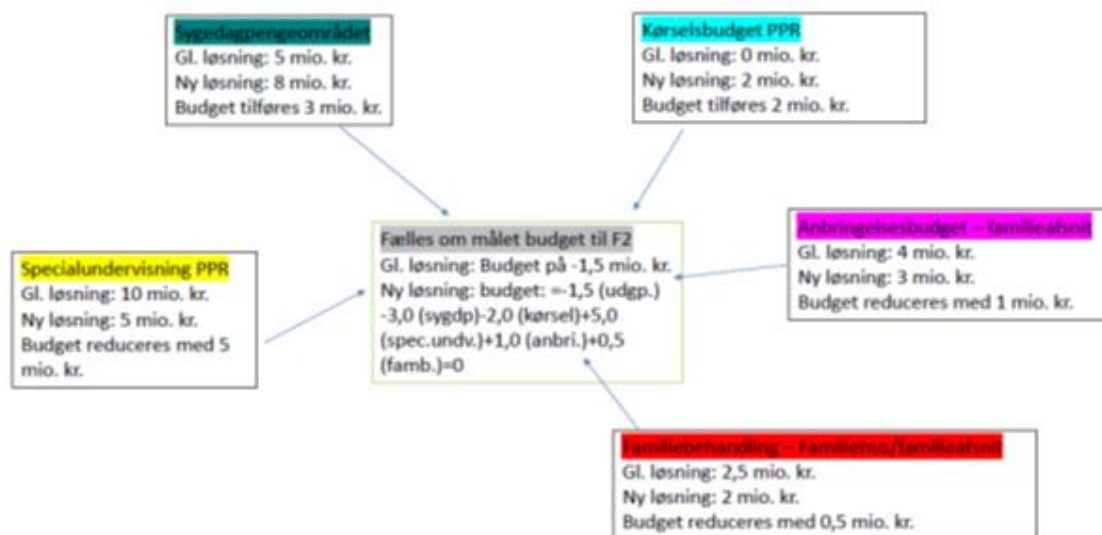 Sygedagpengeområdet
Gl. løsning: 5 mio. kr.
Ny løsning: 8 mio. kr.
Budget tilføres 3 mio. kr.
Kørselsbudget PPR
Gl. løsning: 0 mio. kr.
Ny løsning: 2 mio. kr.
Budget tilføres 2 mio. kr.
Specialundervisning PPR
Gl. løsning: 10 mio. kr.
Ny løsning: 5 mio. kr.
Budget reduceres med 5
mio. kr.
Fælles om målet budget til F2
Gl. løsning: Budget på -1,5 mio. kr.
Ny løsning: budget: =-1,5 (udgp.)
-3,0 (sygdp)-2,0 (kørsel)+5,0
(spec.undv.)+1,0 (anbri.)+0,5
(famb.)=0
Anbringelsesbudget – familieafsnit
Gl. løsning: 4 mio. kr.
Ny løsning: 3 mio. kr.
Budget reduceres med 1 mio. kr.
Familiebehandling – Familiehus/familieafsnit
Gl. løsning: 2,5 mio. kr.
Ny løsning: 2 mio. kr.
Budget reduceres med 0,5 mio. kr.